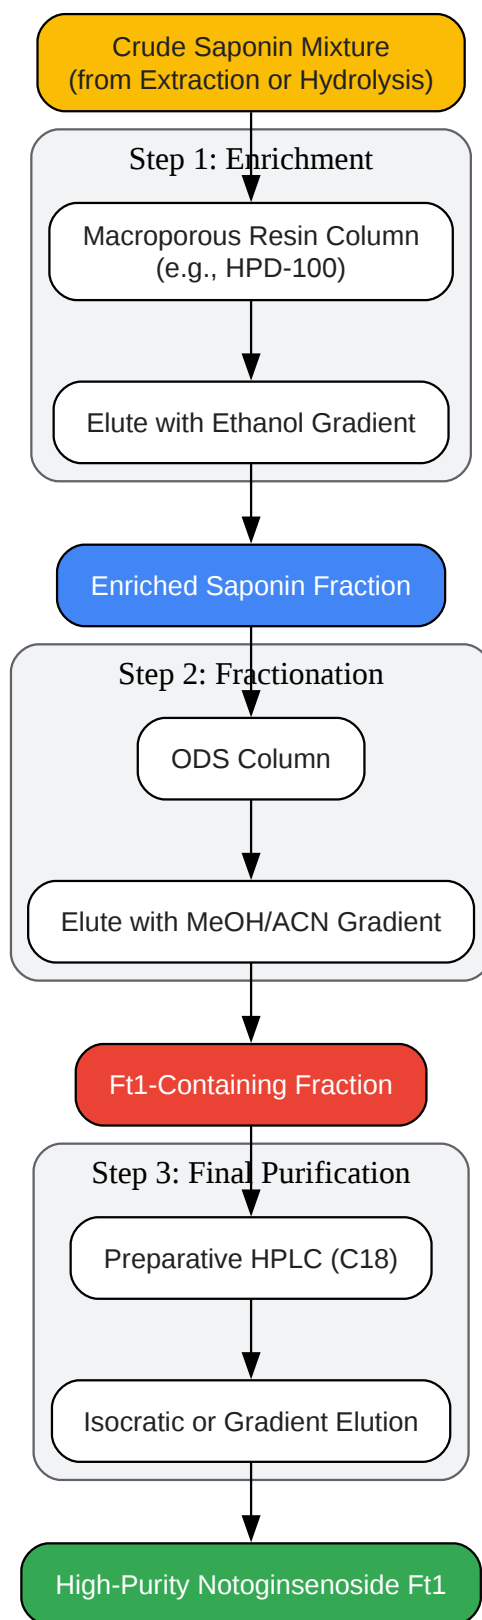 Crude Saponin Mixture
(from Extraction or Hydrolysis)
Step 1: Enrichment
Macroporous Resin Column
(e.g., HPD-100)
Elute with Ethanol Gradient
Enriched Saponin Fraction
Step 2: Fractionation
ODS Column
Elute with MeOH/ACN Gradient
Ft1-Containing Fraction
Step 3: Final Purification
Preparative HPLC (C18)
Isocratic or Gradient Elution
High-Purity Notoginsenoside Ft1